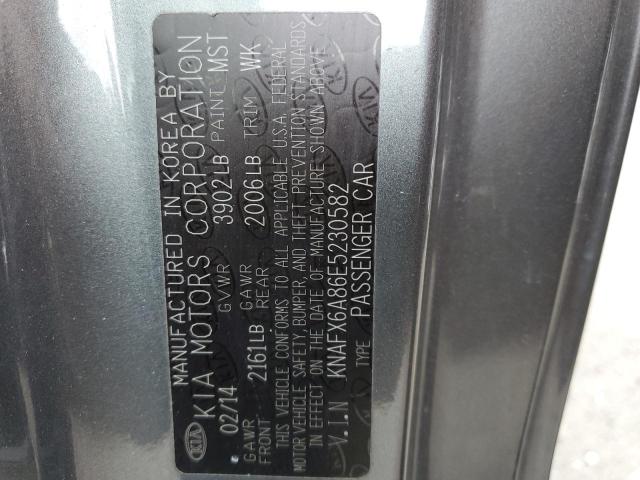 MANUFACTURED IN KOREA BY
KIA KIA MOTORS CORPORATION
02/14 GVWR 3902LB PAINT MST
GAWR FRONT 2161LB GAWR REAR 2006LB TRIM WK
THIS VEHICLE CONFORMS TO ALL APPLICABLE U.S.A. FEDERAL
MOTOR VEHICLE SAFETY, BUMPER, AND THEFT PREVENTION STANDARDS
IN EFFECT ON THE DATE OF MANUFACTURE SHOWN ABOVE
V.I.N KNAFX6A86E5230582
TYPE PASSENGER CAR